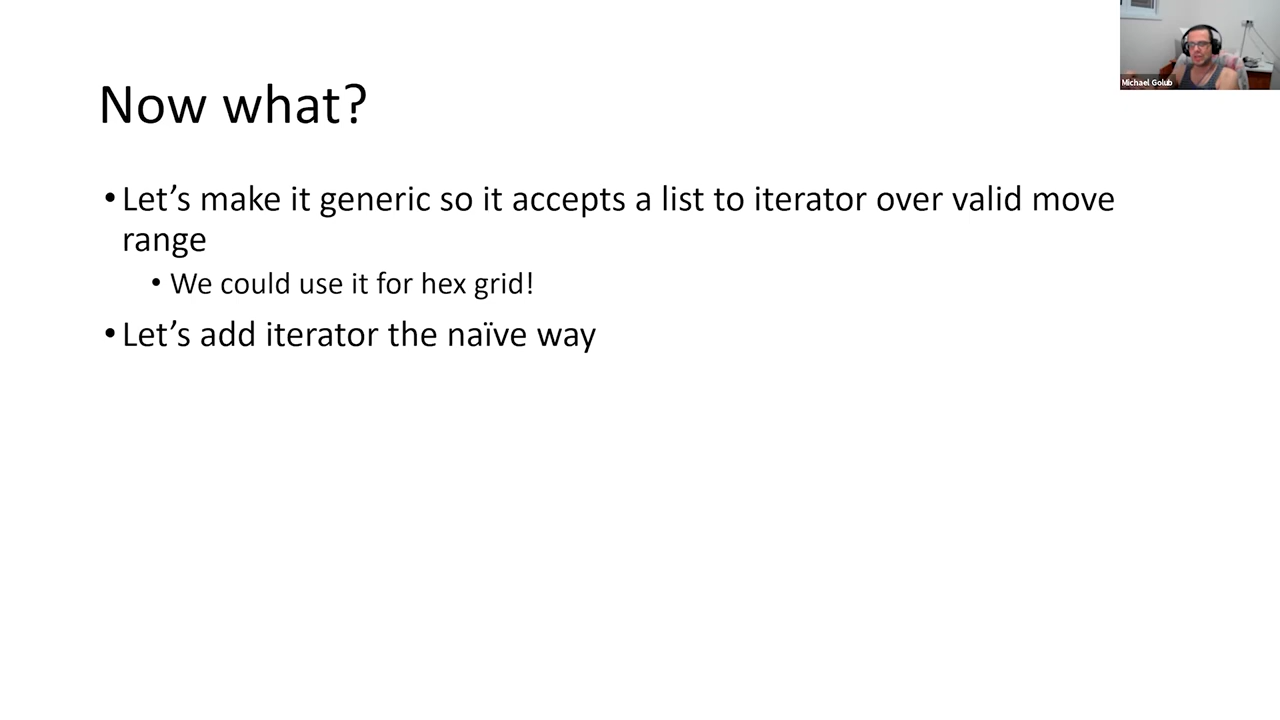 Michael Golub
Now what?
•Let’s make it generic so it accepts a list to iterator over valid move
range
• We could use it for hex grid!
•Let’s add iterator the naïve way